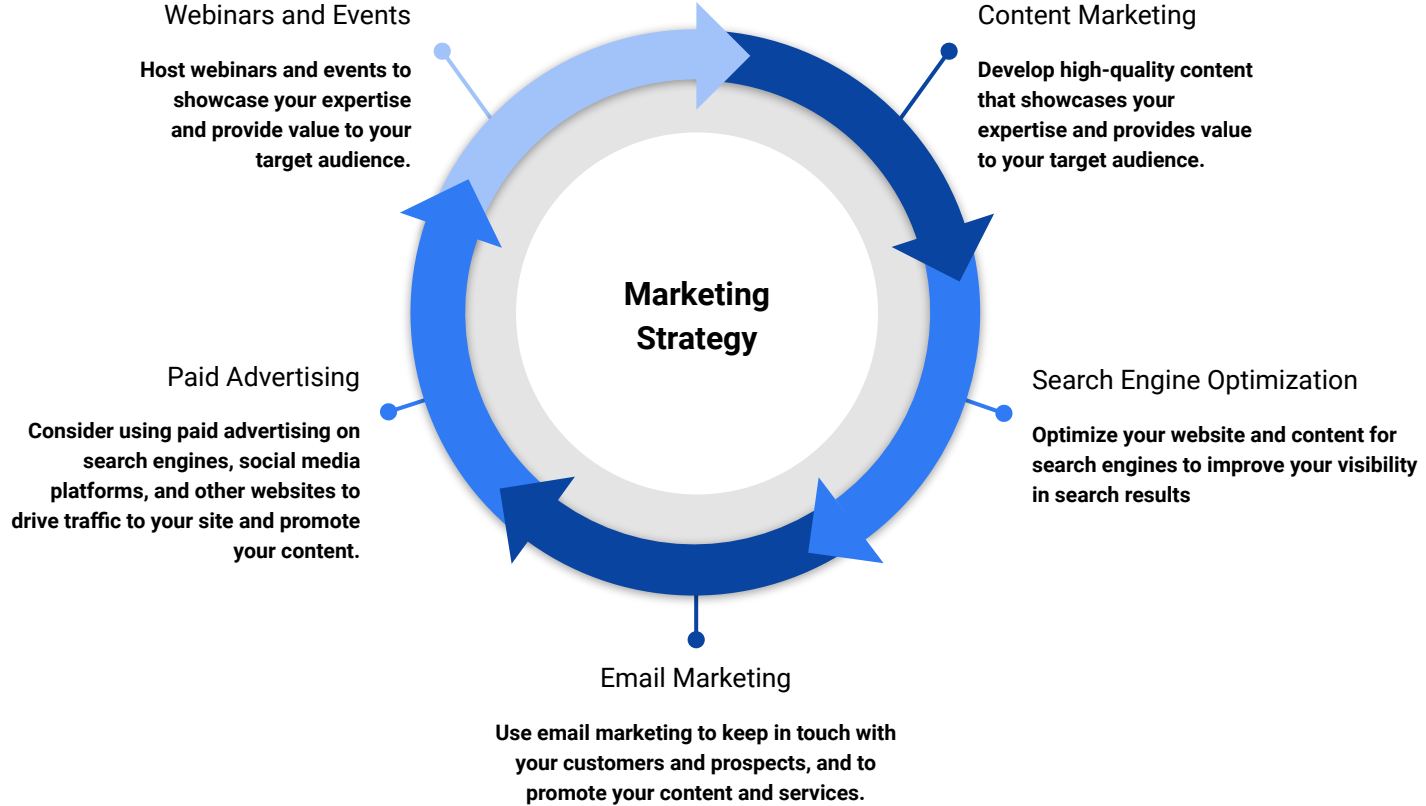 Webinars and Events
Host webinars and events to
showcase your expertise
and provide value to your
target audience.
Content Marketing
Develop high-quality content
that showcases your
expertise and provides value
to your target audience.
Marketing
Strategy
Paid Advertising
Consider using paid advertising on
search engines, social media
platforms, and other websites to
drive traffic to your site and promote
your content.
Search Engine Optimization
Optimize your website and content for
search engines to improve your visibility
in search results
Email Marketing
Use email marketing to keep in touch with
your customers and prospects, and to
promote your content and services.